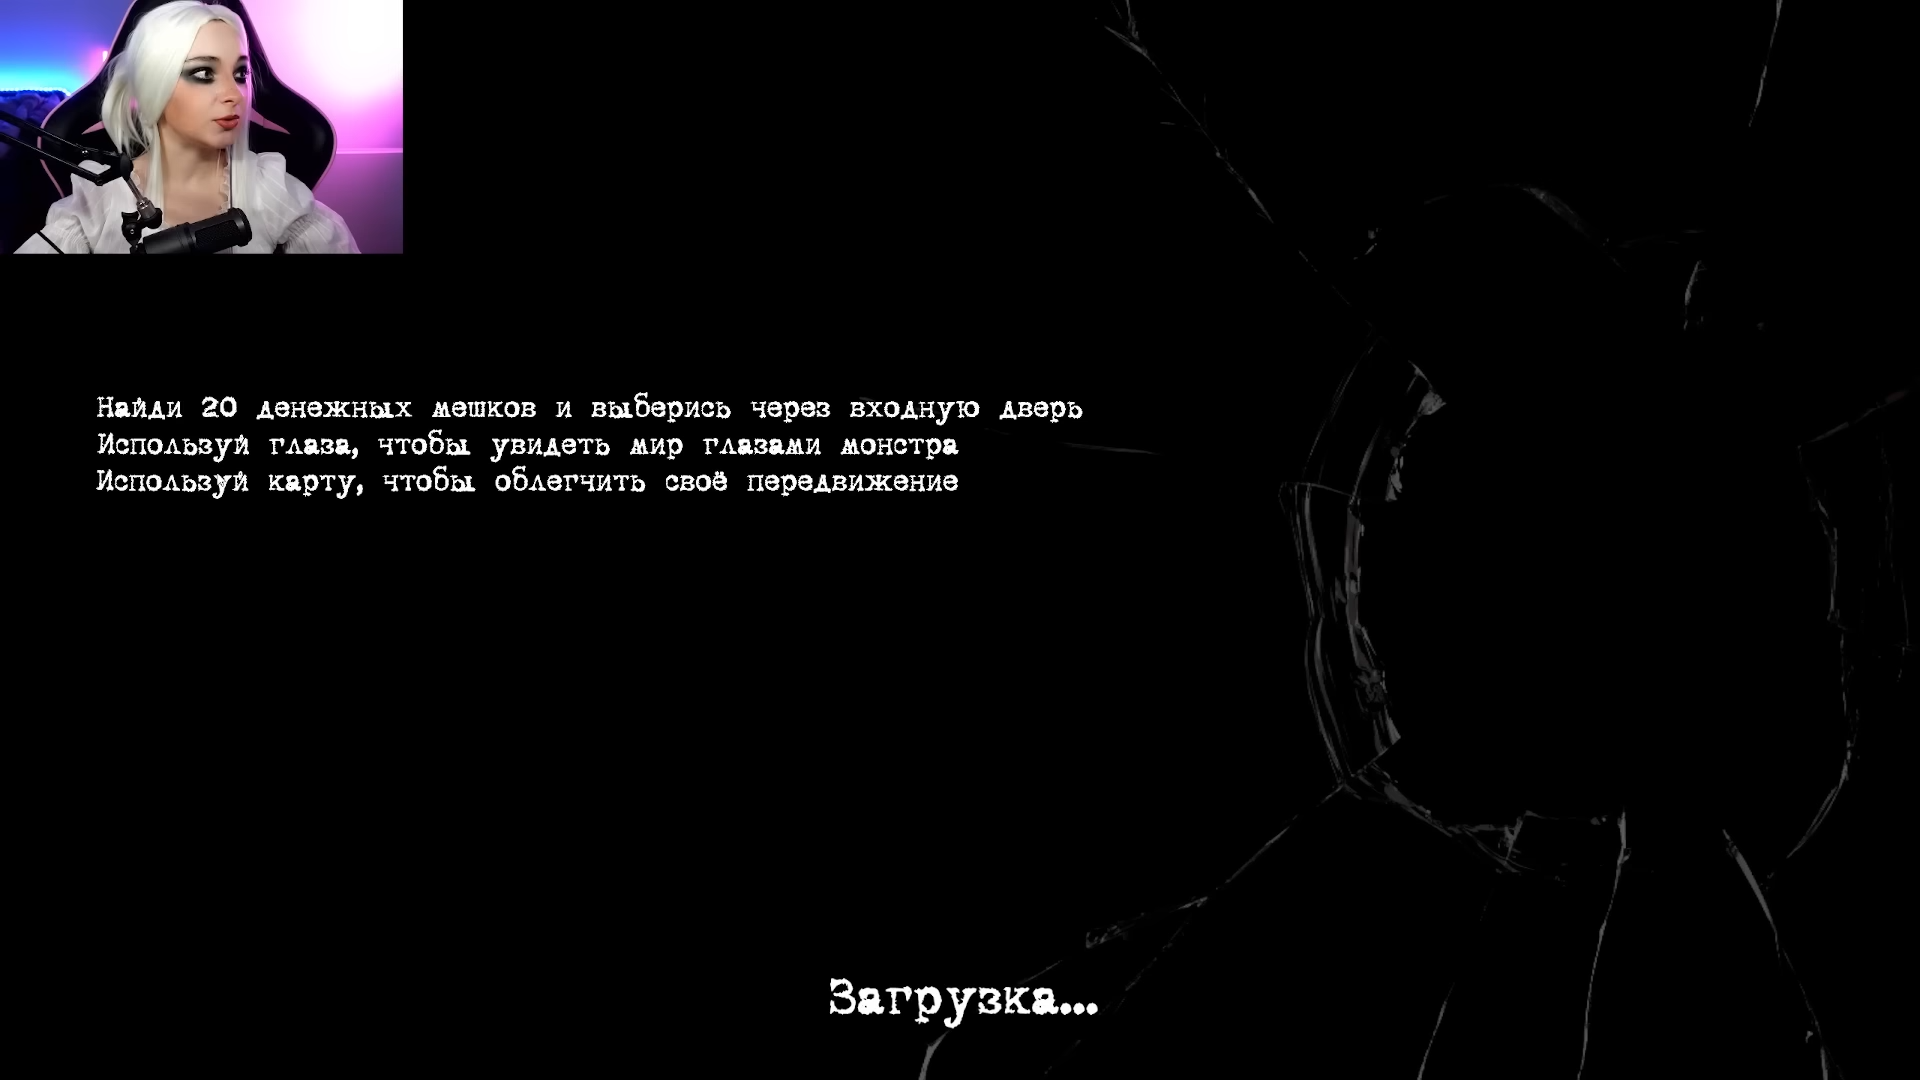 Найди 20 денежных мешков и выберись через входную дверь
Используй глаза, чтобы увидеть мир глазами монстра
Используй карту, чтобы облегчить своё передвижение
Загрузка...